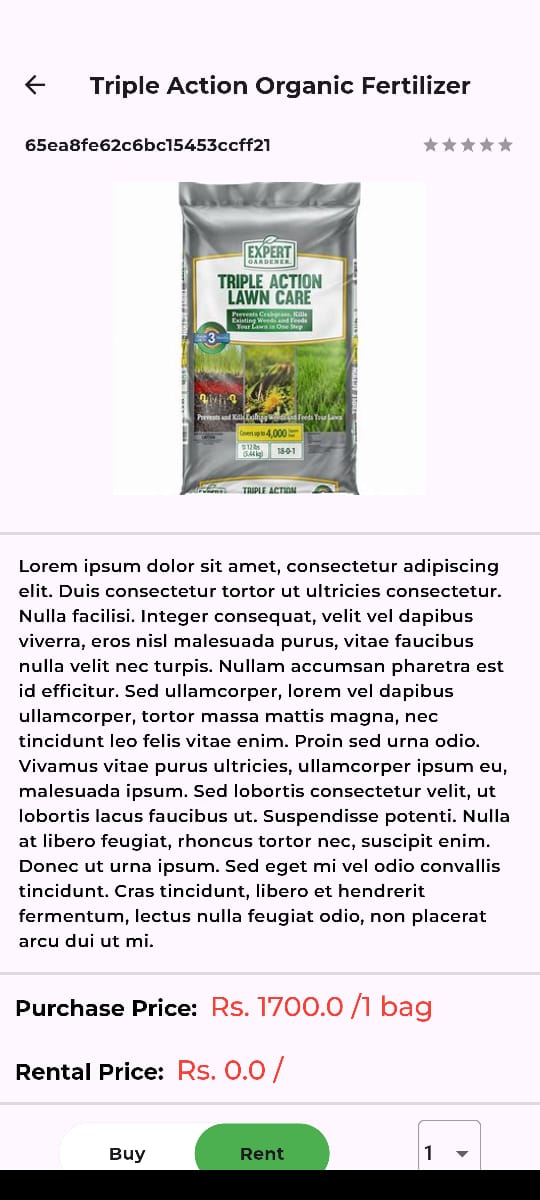 Triple Action Organic Fertilizer
65ea8fe62c6bc15453ccff21
EXPERT
GARDENER.
TRIPLE ACTION
LAWN CARE
Prevents Crabgrass, Kills
Existing Weeds and Feeds
Your Lawn in One Step
3
Prevents and Kills Existing Weeds and Feeds Your Lawn
Covers up to 4,000
12 lbs
(5.44 kg)
18-0-1
TRIPLE ACTION
Lorem ipsum dolor sit amet, consectetur adipiscing
elit. Duis consectetur tortor ut ultricies consectetur.
Nulla facilisi. Integer consequat, velit vel dapibus
viverra, eros nisl malesuada purus, vitae faucibus
nulla velit nec turpis. Nullam accumsan pharetra est
id efficitur. Sed ullamcorper, lorem vel dapibus
ullamcorper, tortor massa mattis magna, nec
tincidunt leo felis vitae enim. Proin sed urna odio.
Vivamus vitae purus ultricies, ullamcorper ipsum eu,
malesuada ipsum. Sed lobortis consectetur velit, ut
lobortis lacus faucibus ut. Suspendisse potenti. Nulla
at libero feugiat, rhoncus tortor nec, suscipit enim.
Donec ut urna ipsum. Sed eget mi vel odio convallis
tincidunt. Cras tincidunt, libero et hendrerit
fermentum, lectus nulla feugiat odio, non placerat
arcu dui ut mi.
Purchase Price: Rs. 1700.0 /1 bag
Rental Price: Rs. 0.0 /
Buy Rent 1